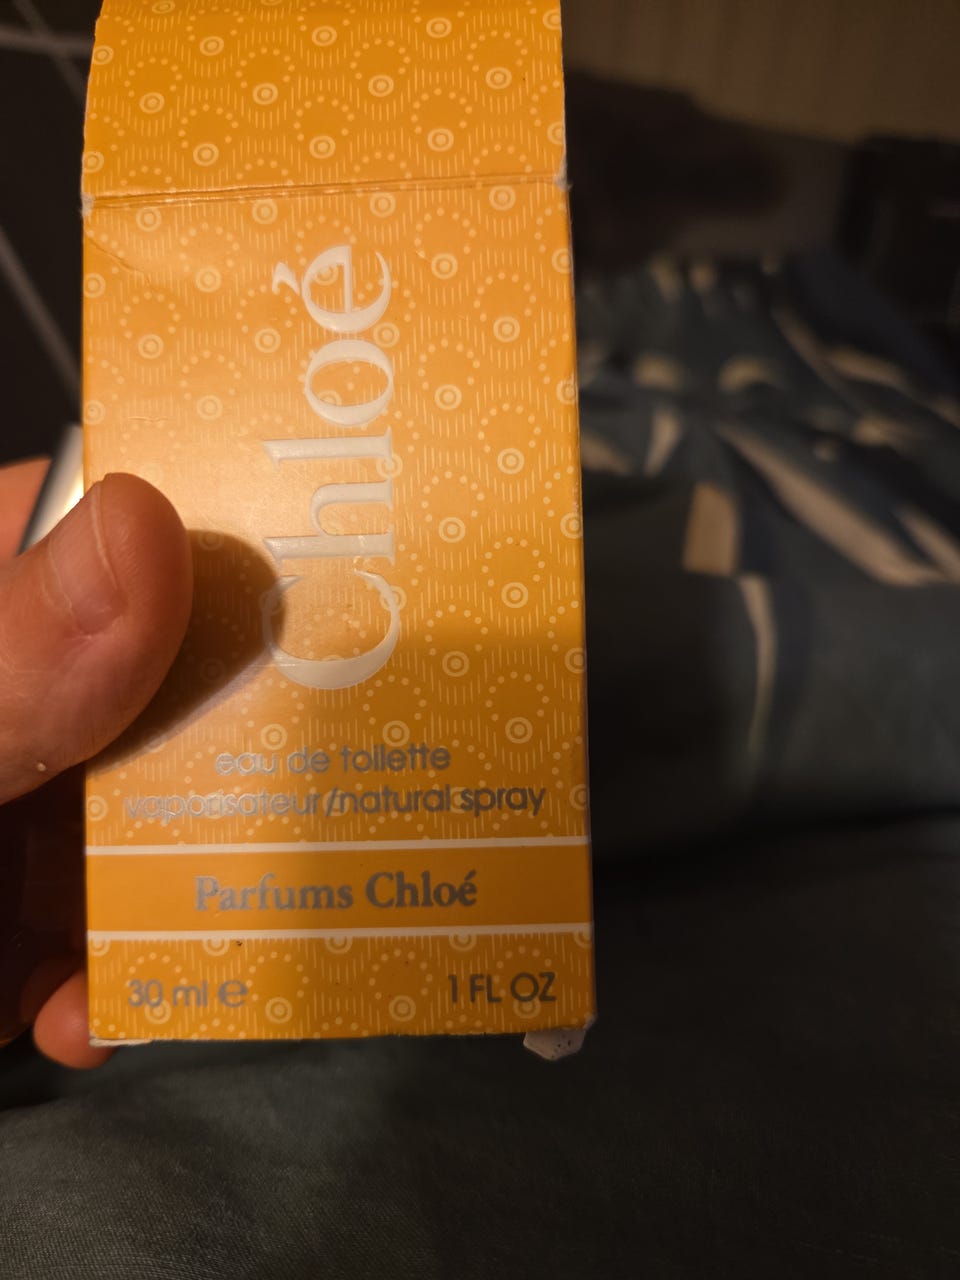 Chloé
eau de toilette
vaporisateur/natural spray
Parfums Chloé
30 ml ℮
1 FL OZ